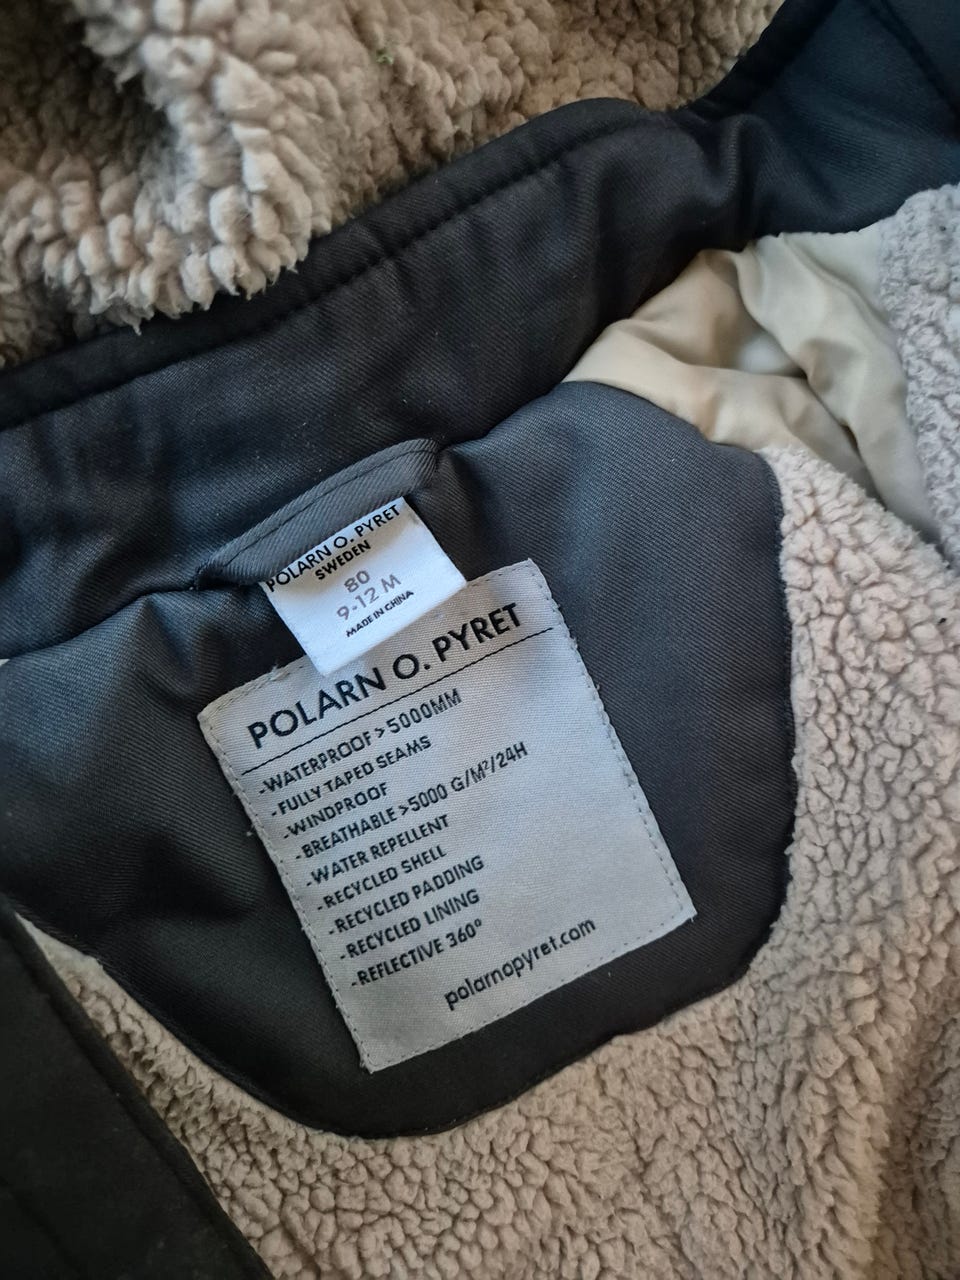 POLARN O. PYRET
SWEDEN
80
9-12 M
MADE IN CHINA
POLARN O. PYRET
-WATERPROOF >5000MM
-FULLY TAPED SEAMS
-WINDPROOF
-BREATHABLE >5000 G/M²/24H
-WATER REPELLENT
-RECYCLED SHELL
-RECYCLED PADDING
-RECYCLED LINING
-REFLECTIVE 360°
polarnopyret.com